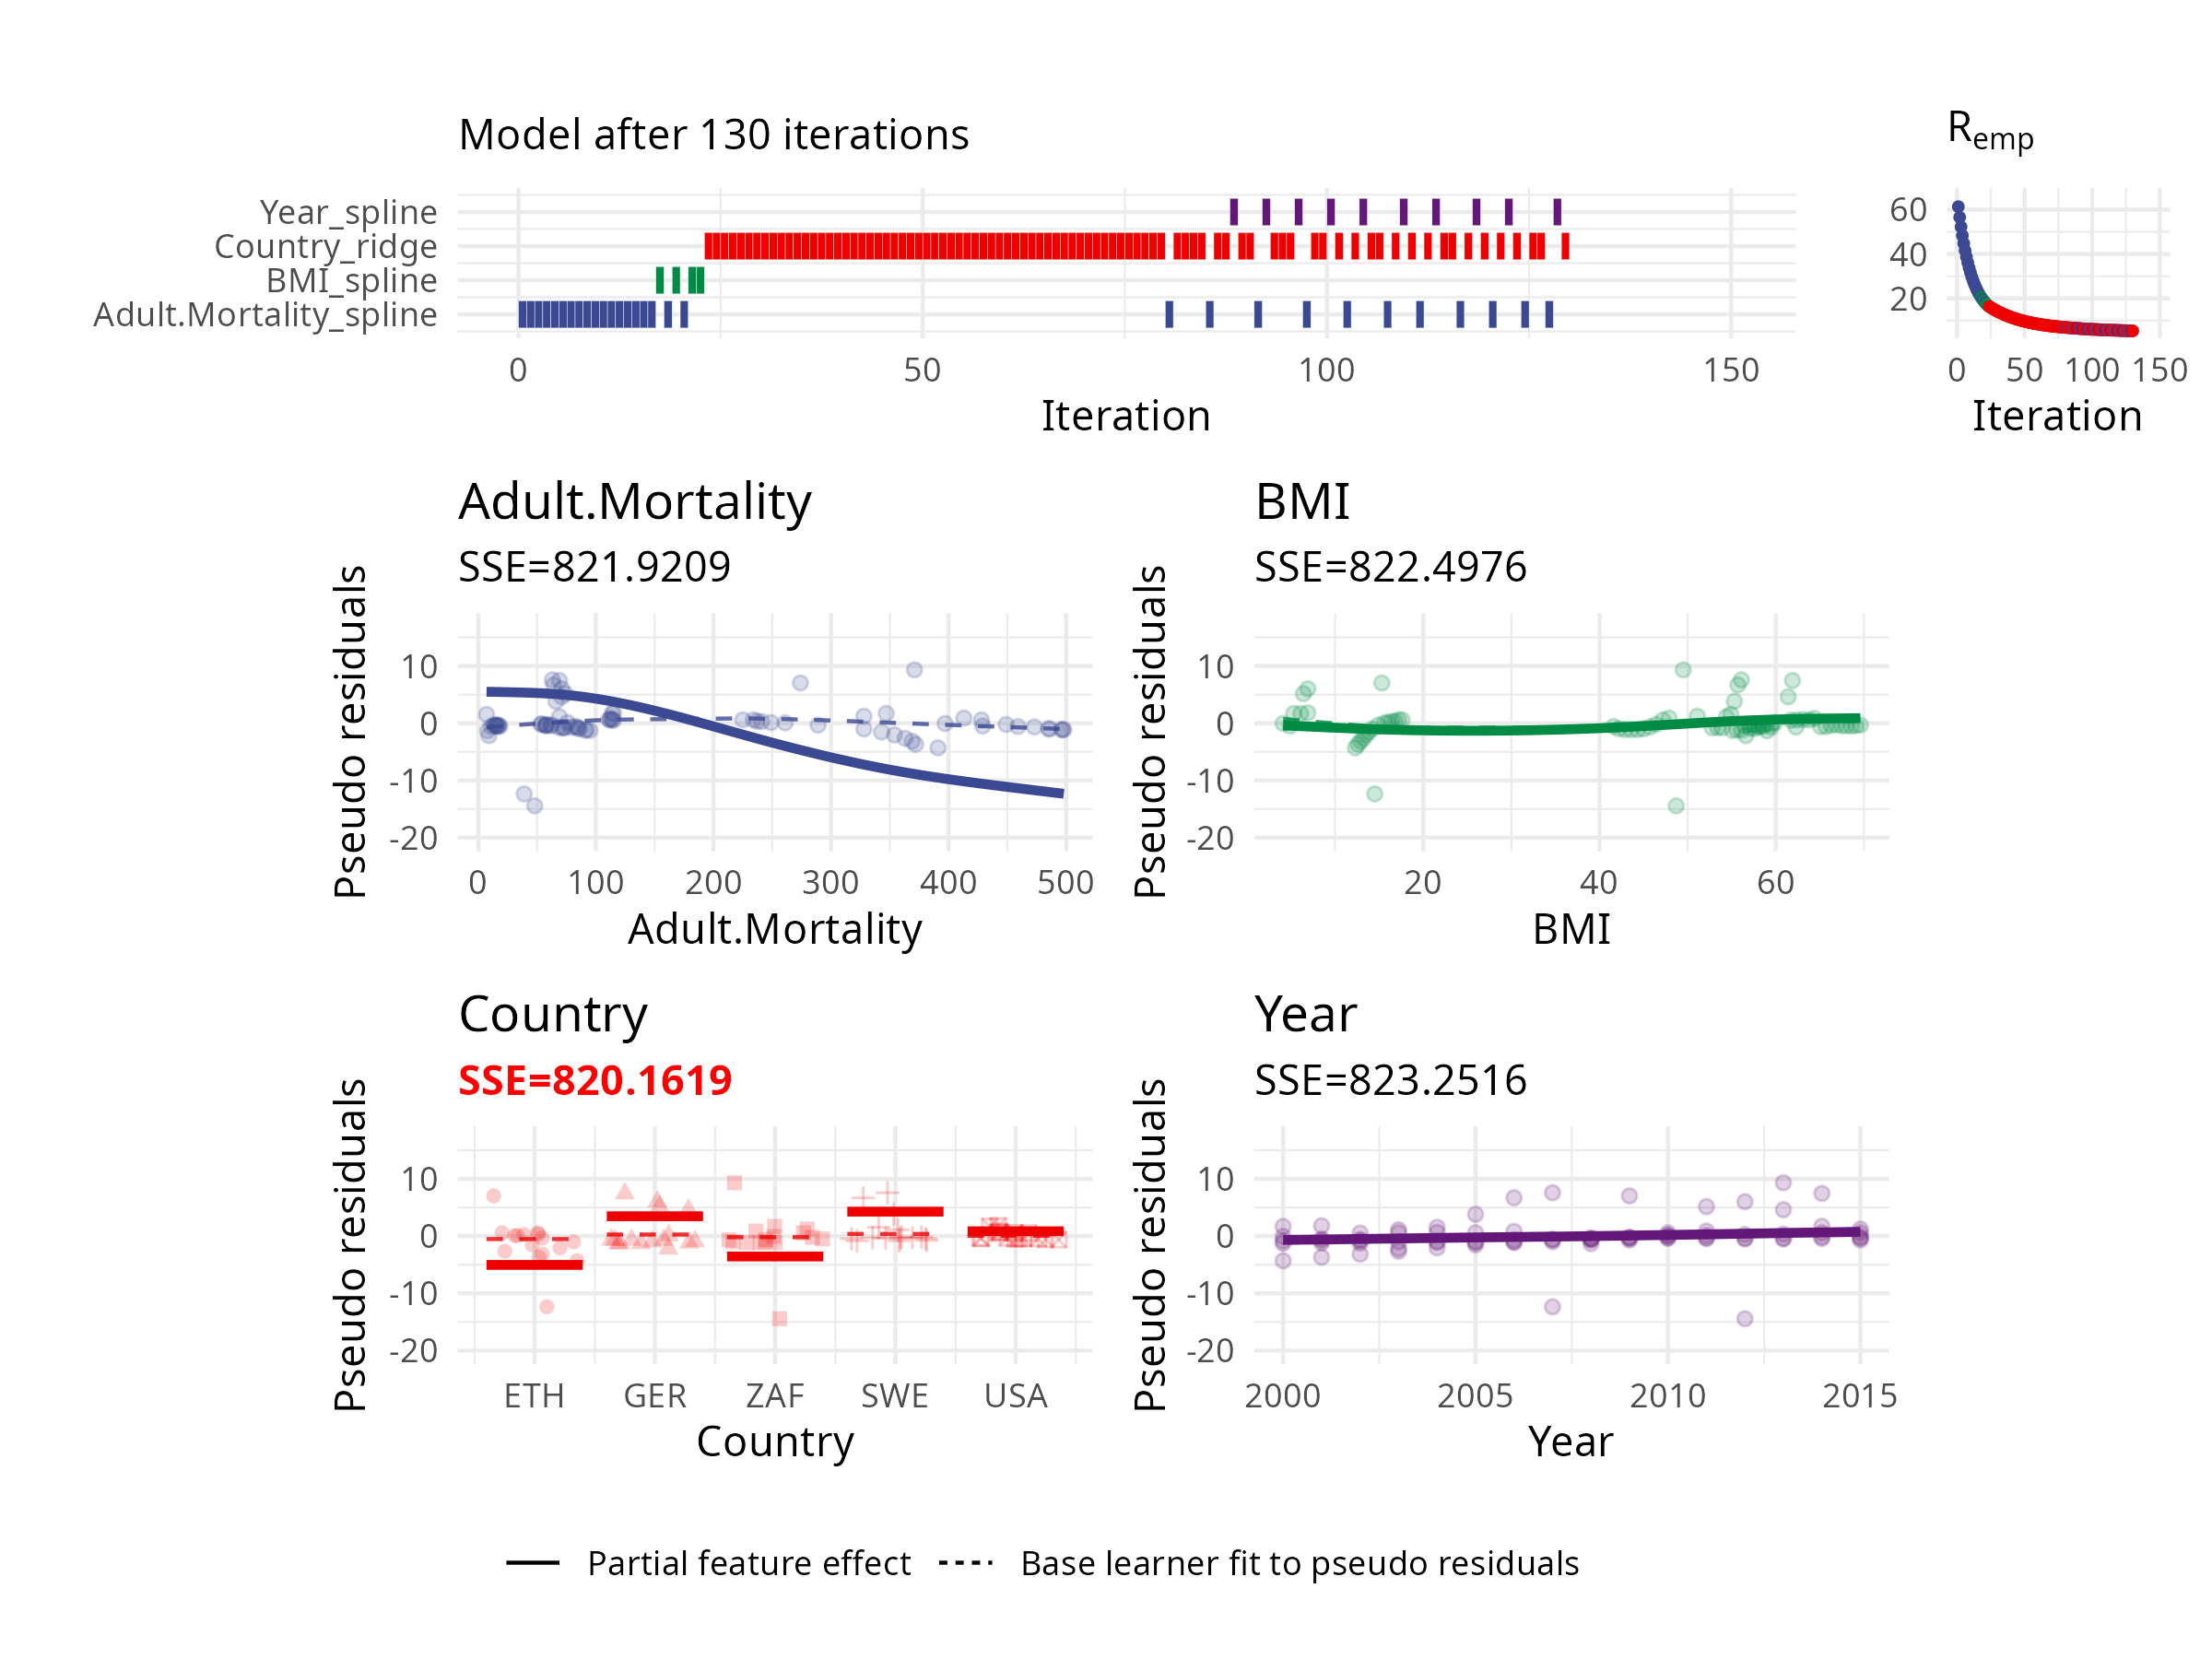 Model after 130 iterations
Year_spline
Country_ridge
BMI_spline
Adult.Mortality_spline
0 50 100 150
Iteration
Remp
60
40
20
0 50 100 150
Iteration
Adult.Mortality
SSE=821.9209
Pseudo residuals
10
0
-10
-20
0 100 200 300 400 500
Adult.Mortality
BMI
SSE=822.4976
Pseudo residuals
10
0
-10
-20
20 40 60
BMI
Country
SSE=820.1619
Pseudo residuals
10
0
-10
-20
ETH GER ZAF SWE USA
Country
Year
SSE=823.2516
Pseudo residuals
10
0
-10
-20
2000 2005 2010 2015
Year
Partial feature effect
Base learner fit to pseudo residuals